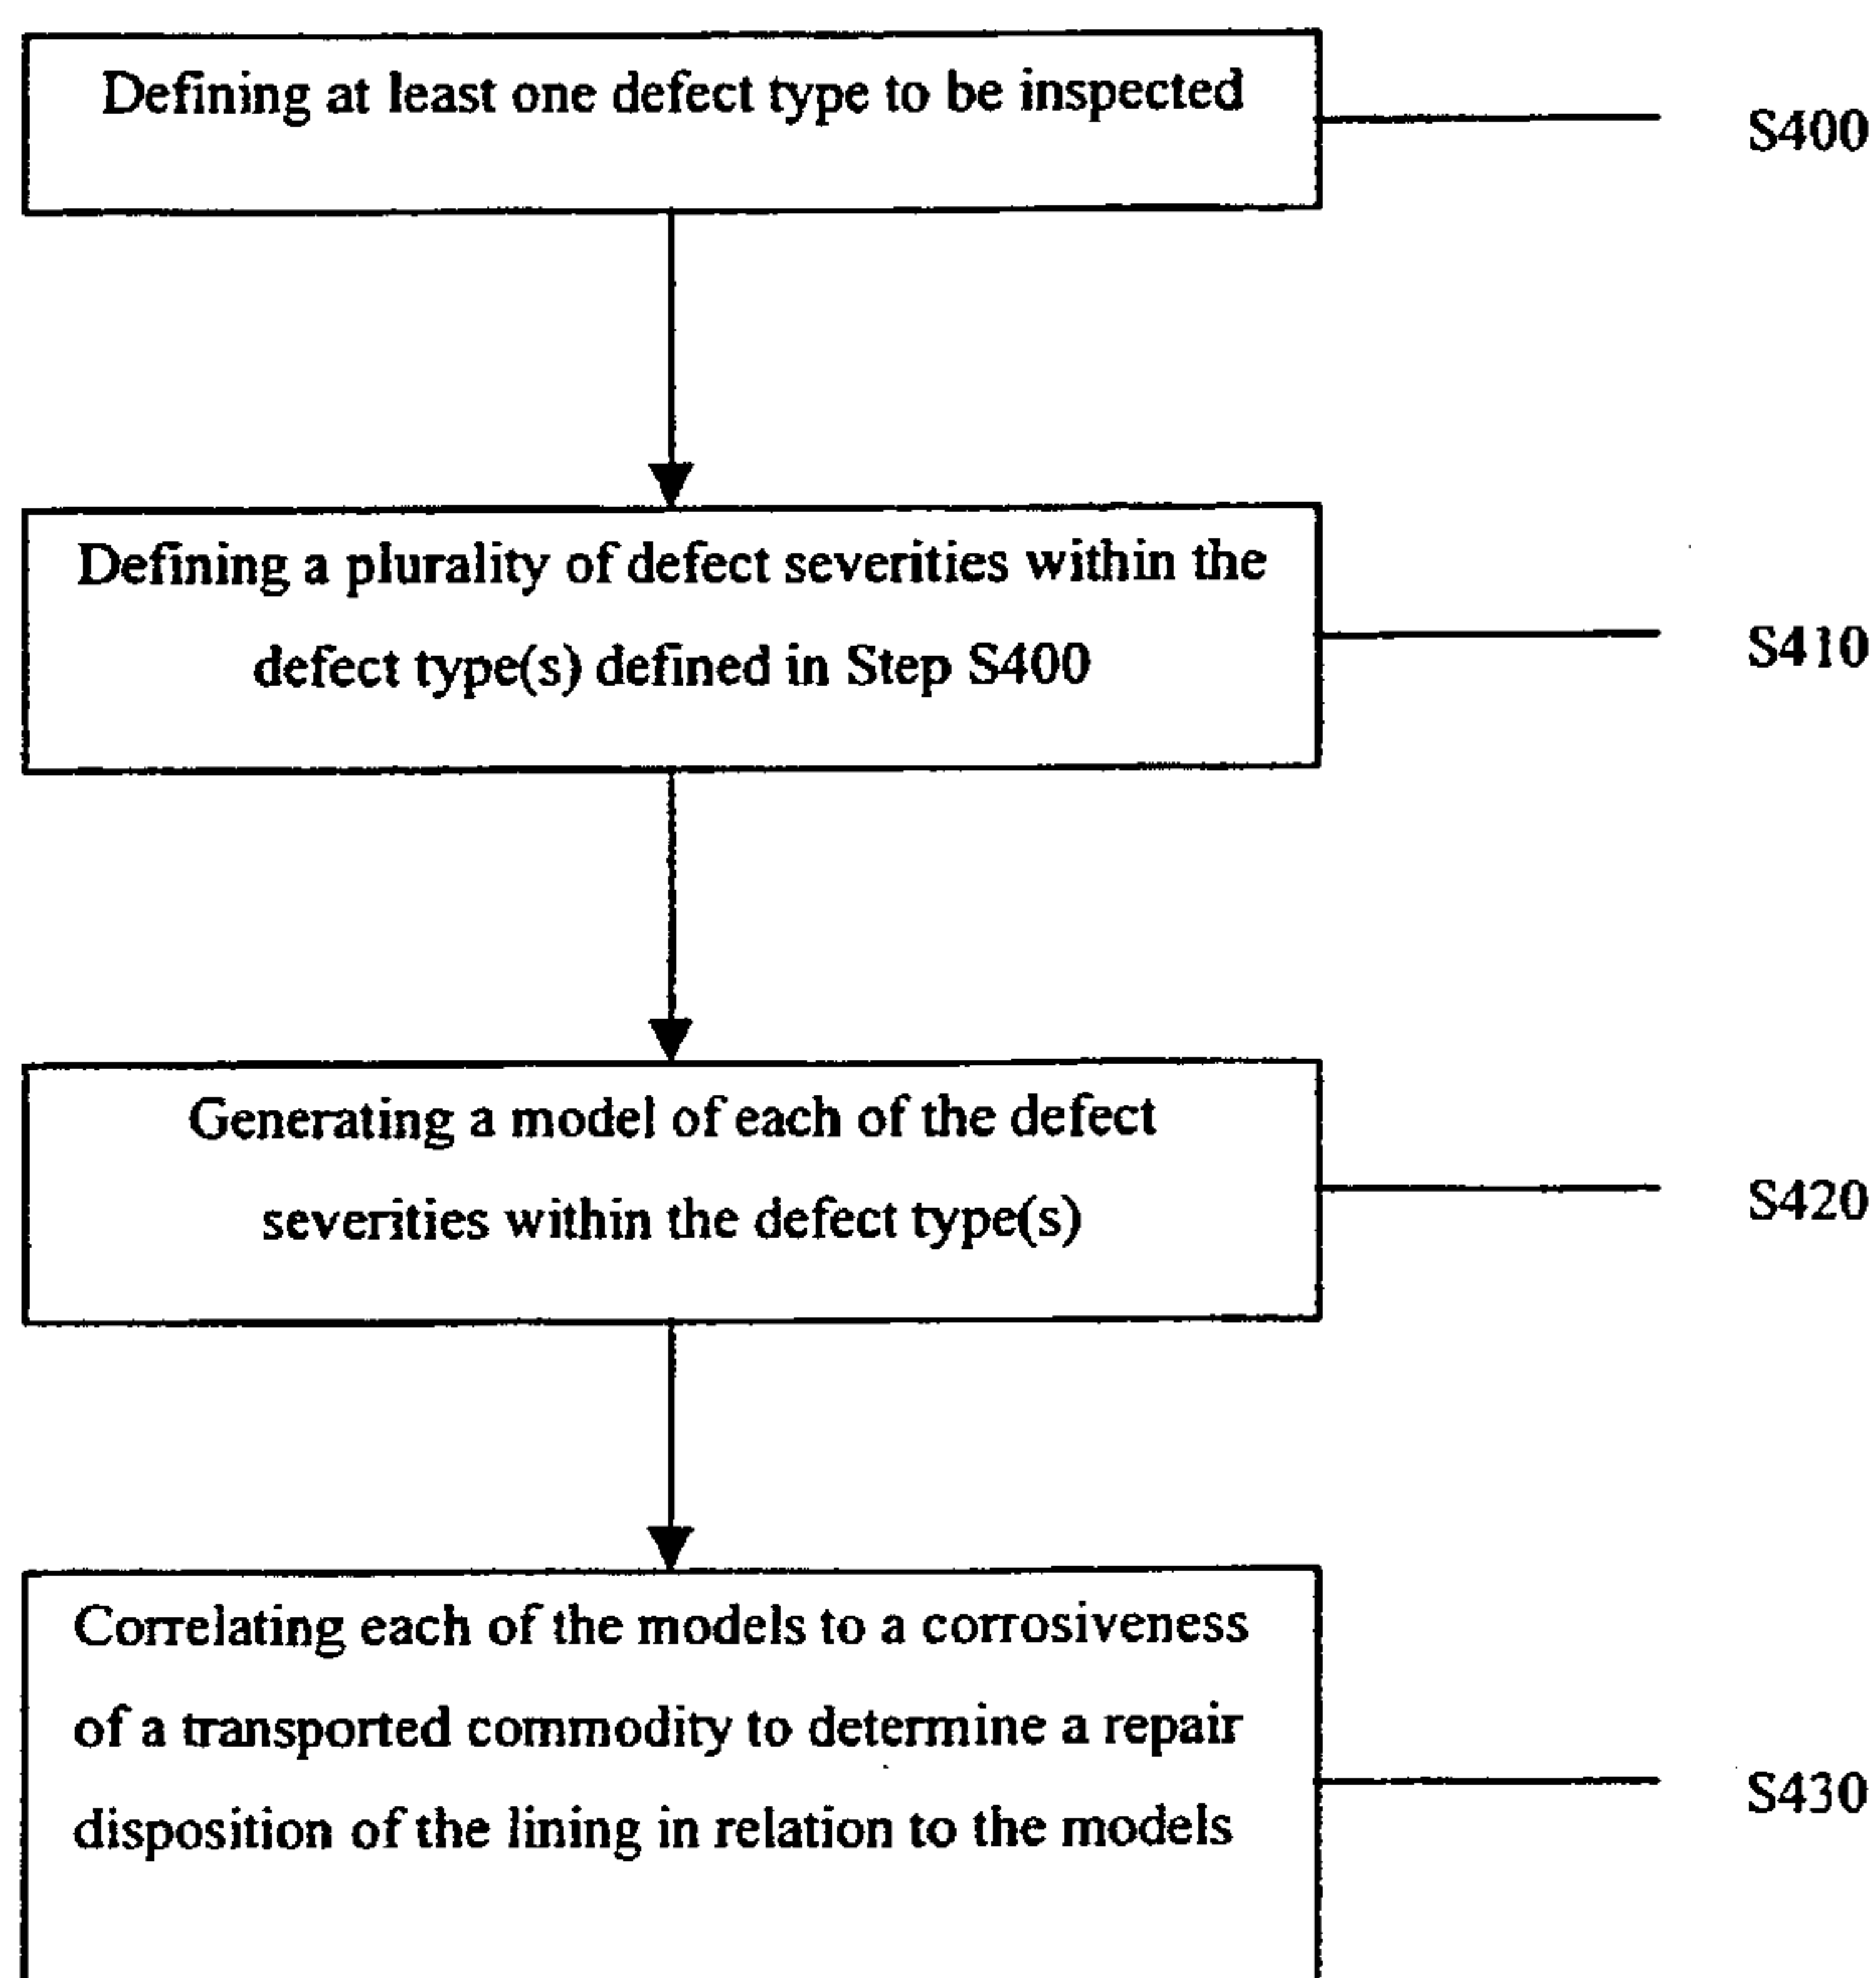 Defining at least one defect type to be inspected
S400
Defining a plurality of defect severities within the
defect type(s) defined in Step S400
S410
Generating a model of each of the defect
severities within the defect type(s)
S420
Correlating each of the models to a corrosiveness
of a transported commodity to determine a repair
disposition of the lining in relation to the models
S430